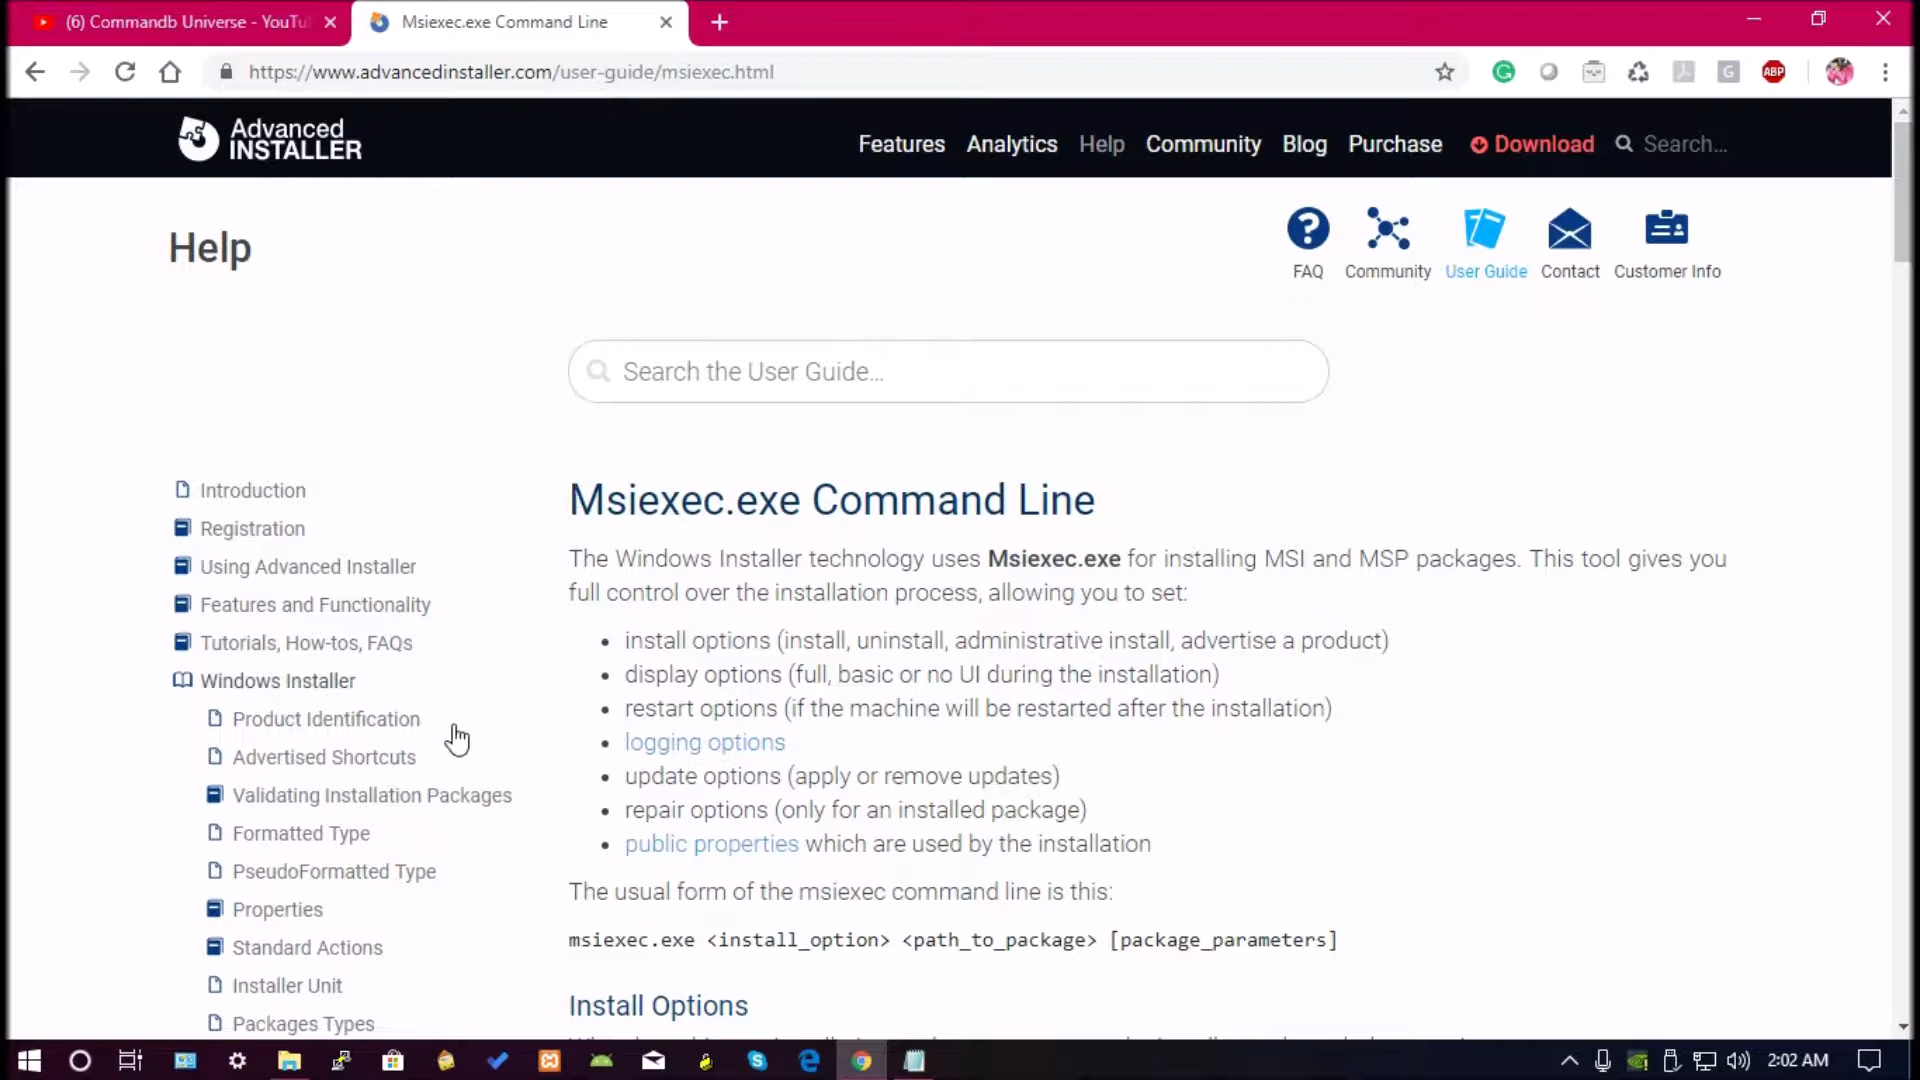 (6) Commandb Universe - YouTu
Msiexec.exe Command Line
https://www.advancedinstaller.com/user-guide/msiexec.html
ABP
Advanced
INSTALLER
Features Analytics Help Community Blog Purchase Download Search...
Help
FAQ Community User Guide Contact Customer Info
Search the User Guide...
Introduction
Registration
Using Advanced Installer
Features and Functionality
Tutorials, How-tos, FAQs
Windows Installer
Product Identification
Advertised Shortcuts
Validating Installation Packages
Formatted Type
PseudoFormatted Type
Properties
Standard Actions
Installer Unit
Packages Types
Msiexec.exe Command Line
The Windows Installer technology uses Msiexec.exe for installing MSI and MSP packages. This tool gives you
full control over the installation process, allowing you to set:
• install options (install, uninstall, administrative install, advertise a product)
• display options (full, basic or no UI during the installation)
• restart options (if the machine will be restarted after the installation)
• logging options
• update options (apply or remove updates)
• repair options (only for an installed package)
• public properties which are used by the installation
The usual form of the msiexec command line is this:
msiexec.exe <install_option> <path_to_package> [package_parameters]
Install Options
2:02 AM